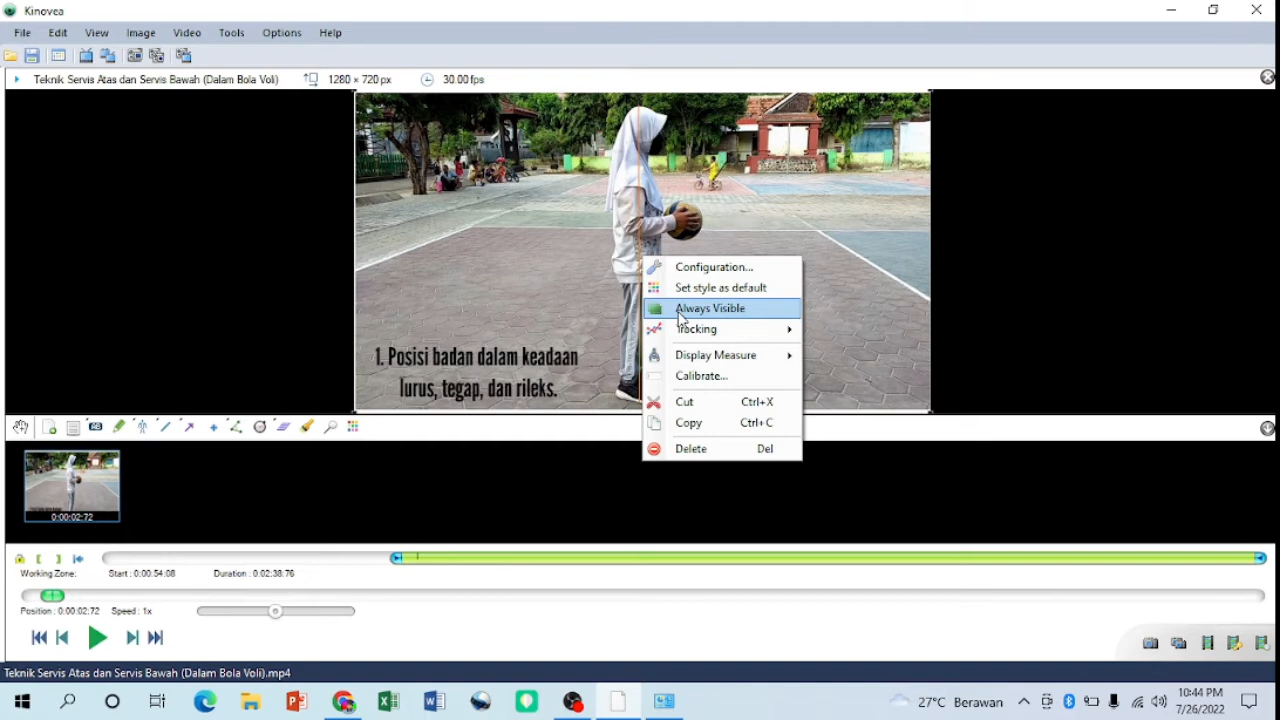 Kinovea
File Edit View Image Video Tools Options Help
Teknik Servis Atas dan Servis Bawah (Dalam Bola Voli) 1280 × 720 px 30.00 fps
1. Posisi badan dalam keadaan
lurus, tegap, dan rileks.
Configuration...
Set style as default
Always Visible
Tracking
Display Measure
Calibrate...
Cut Ctrl+X
Copy Ctrl+C
Delete Del
0:00:02:72
Working Zone: Start : 0:00:54:08 Duration : 0:02:38:76
Position : 0:00:02:72 Speed : 1x
Teknik Servis Atas dan Servis Bawah (Dalam Bola Voli).mp4
27°C Berawan
10:44 PM
7/26/2022